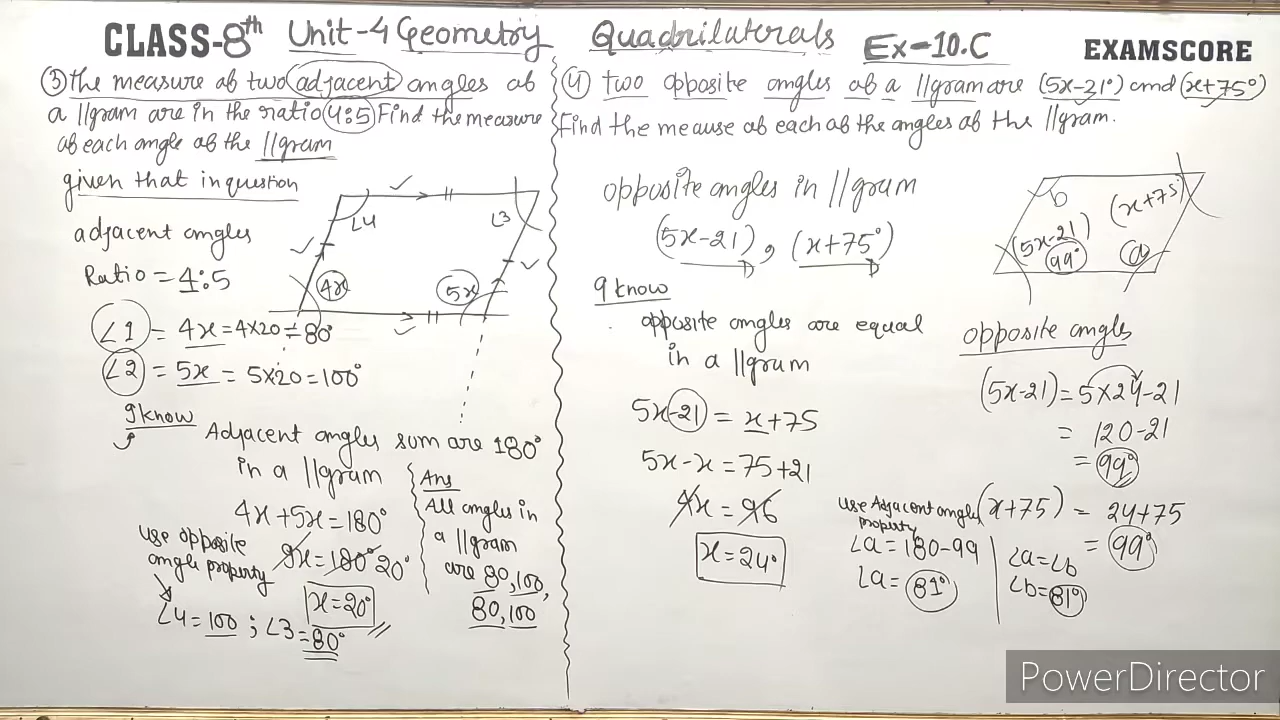 CLASS-8th Unit-4 Geometry Quadrilaterals Ex-10.C EXAMSCORE
③ The measure of two adjacent angles of
a //gram are in the ratio 4:5 Find the measure
of each angle of the //gram
given that in question
adjacent angles
Ratio = 4:5
∠1 = 4x = 4×20 = 80°
∠2 = 5x = 5×20 = 100°
∠4
∠3
4x
5x
I know
Adjacent angles sum are 180°
in a //gram
4x+5x=180°
9x=180° 20°
x=20°
use opposite
angle property
∠4=100 ; ∠3=80°
Ans
All angles in
a //gram
are 80,100,
80,100
④ two opposite angles of a //gram are (5x-21°) and (x+75°)
Find the meause of each of the angles of the //gram.
opposite angles in //gram
(5x-21), (x+75°)
I know
opposite angles are equal
in a //gram
5x-21 = x+75
5x-x = 75+21
4x = 96
x=24°
b
(x+75)
(5x-21)
99°
a
opposite angles
(5x-21) = 5×24-21
= 120-21
= 99°
(x+75) = 24+75
= 99°
use Adjacent angles
property
∠a=180-99
∠a=81°
∠a=∠b
∠b=81°
PowerDirector